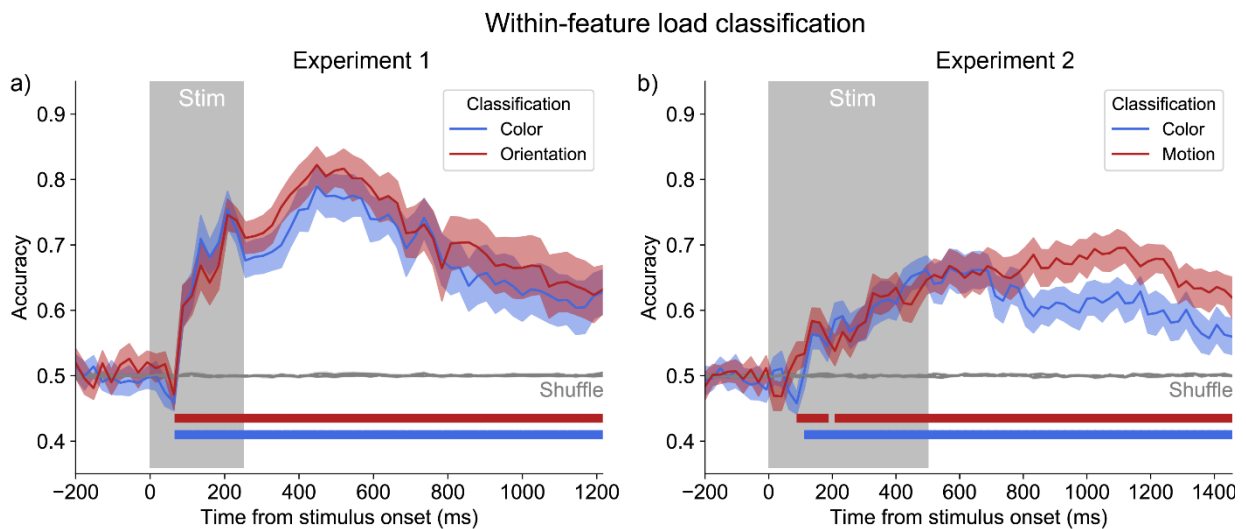 Within-feature load classification
Experiment 1
a)
Stim
Classification
Color
Orientation
Shuffle
Accuracy
0.9
0.8
0.7
0.6
0.5
0.4
−200 0 200 400 600 800 1000 1200
Time from stimulus onset (ms)
Experiment 2
b)
Stim
Classification
Color
Motion
Shuffle
Accuracy
0.9
0.8
0.7
0.6
0.5
0.4
−200 0 200 400 600 800 1000 1200 1400
Time from stimulus onset (ms)